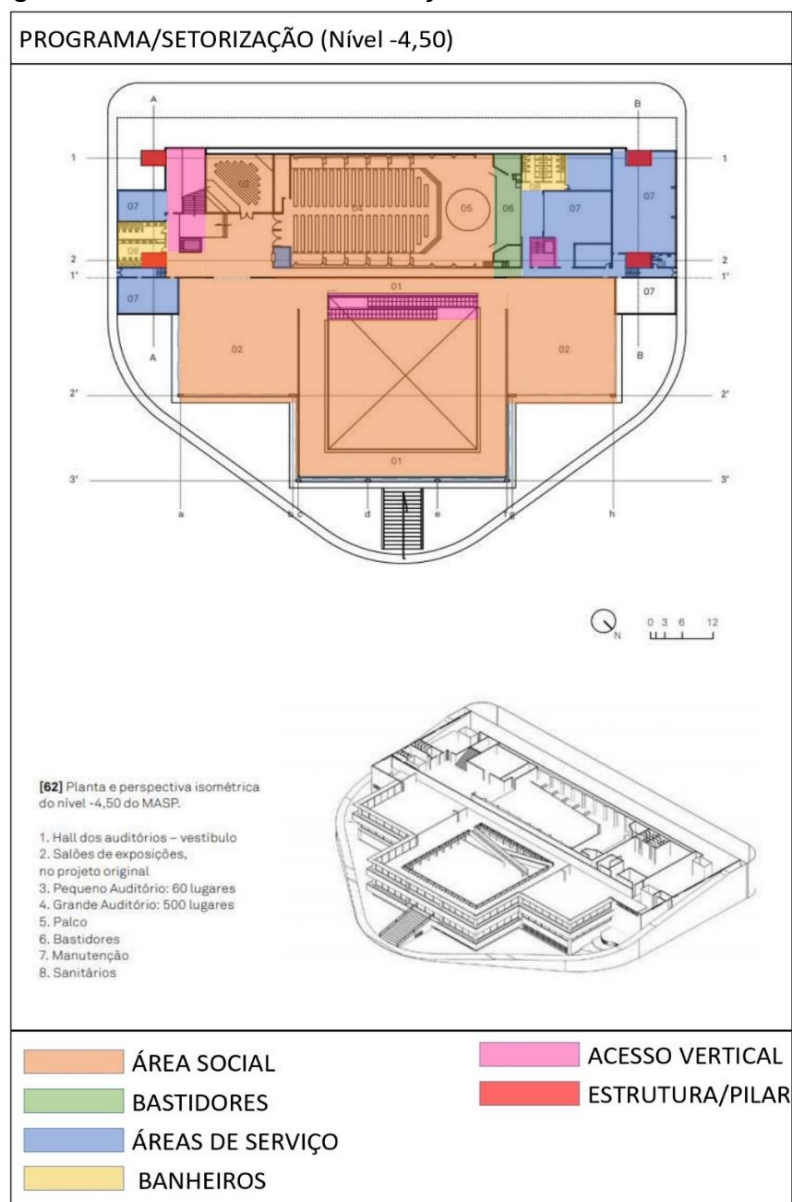 PROGRAMA/SETORIZAÇÃO (Nível -4,50)
A
B
1
1
07
03
04
05
06
08
07
07
08
2
2
1'
1'
07
01
07
02
02
A
B
2'
2'
01
3'
3'
a
b c
d
e
f g
h
N
0 3 6 12
[62] Planta e perspectiva isométrica
do nível -4,50 do MASP.
1. Hall dos auditórios – vestíbulo
2. Salões de exposições,
no projeto original
3. Pequeno Auditório: 60 lugares
4. Grande Auditório: 500 lugares
5. Palco
6. Bastidores
7. Manutenção
8. Sanitários
ÁREA SOCIAL
BASTIDORES
ÁREAS DE SERVIÇO
BANHEIROS
ACESSO VERTICAL
ESTRUTURA/PILAR